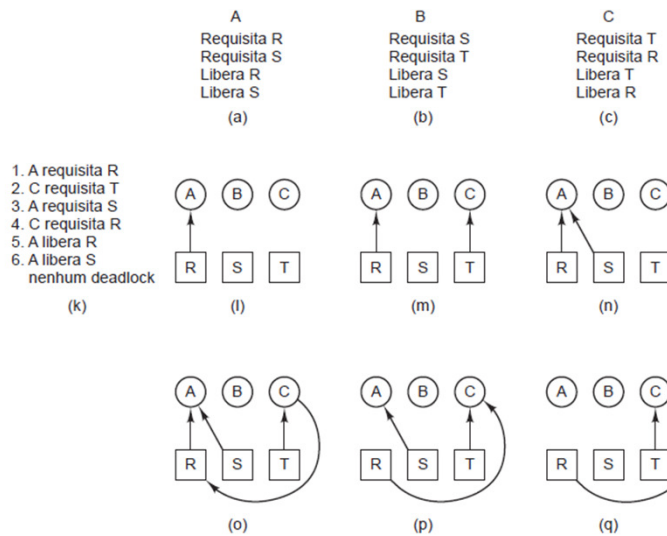 A B C
Requisita R Requisita S Requisita T
Requisita S Requisita T Requisita R
Libera R Libera S Libera T
Libera S Libera T Libera R
(a) (b) (c)
1. A requisita R
2. C requisita T
3. A requisita S
4. C requisita R
5. A libera R
6. A libera S
nenhum deadlock
(k)
A B C A B C A B C
R S T R S T R S T
(l) (m) (n)
A B C A B C A B C
R S T R S T R S T
(o) (p) (q)